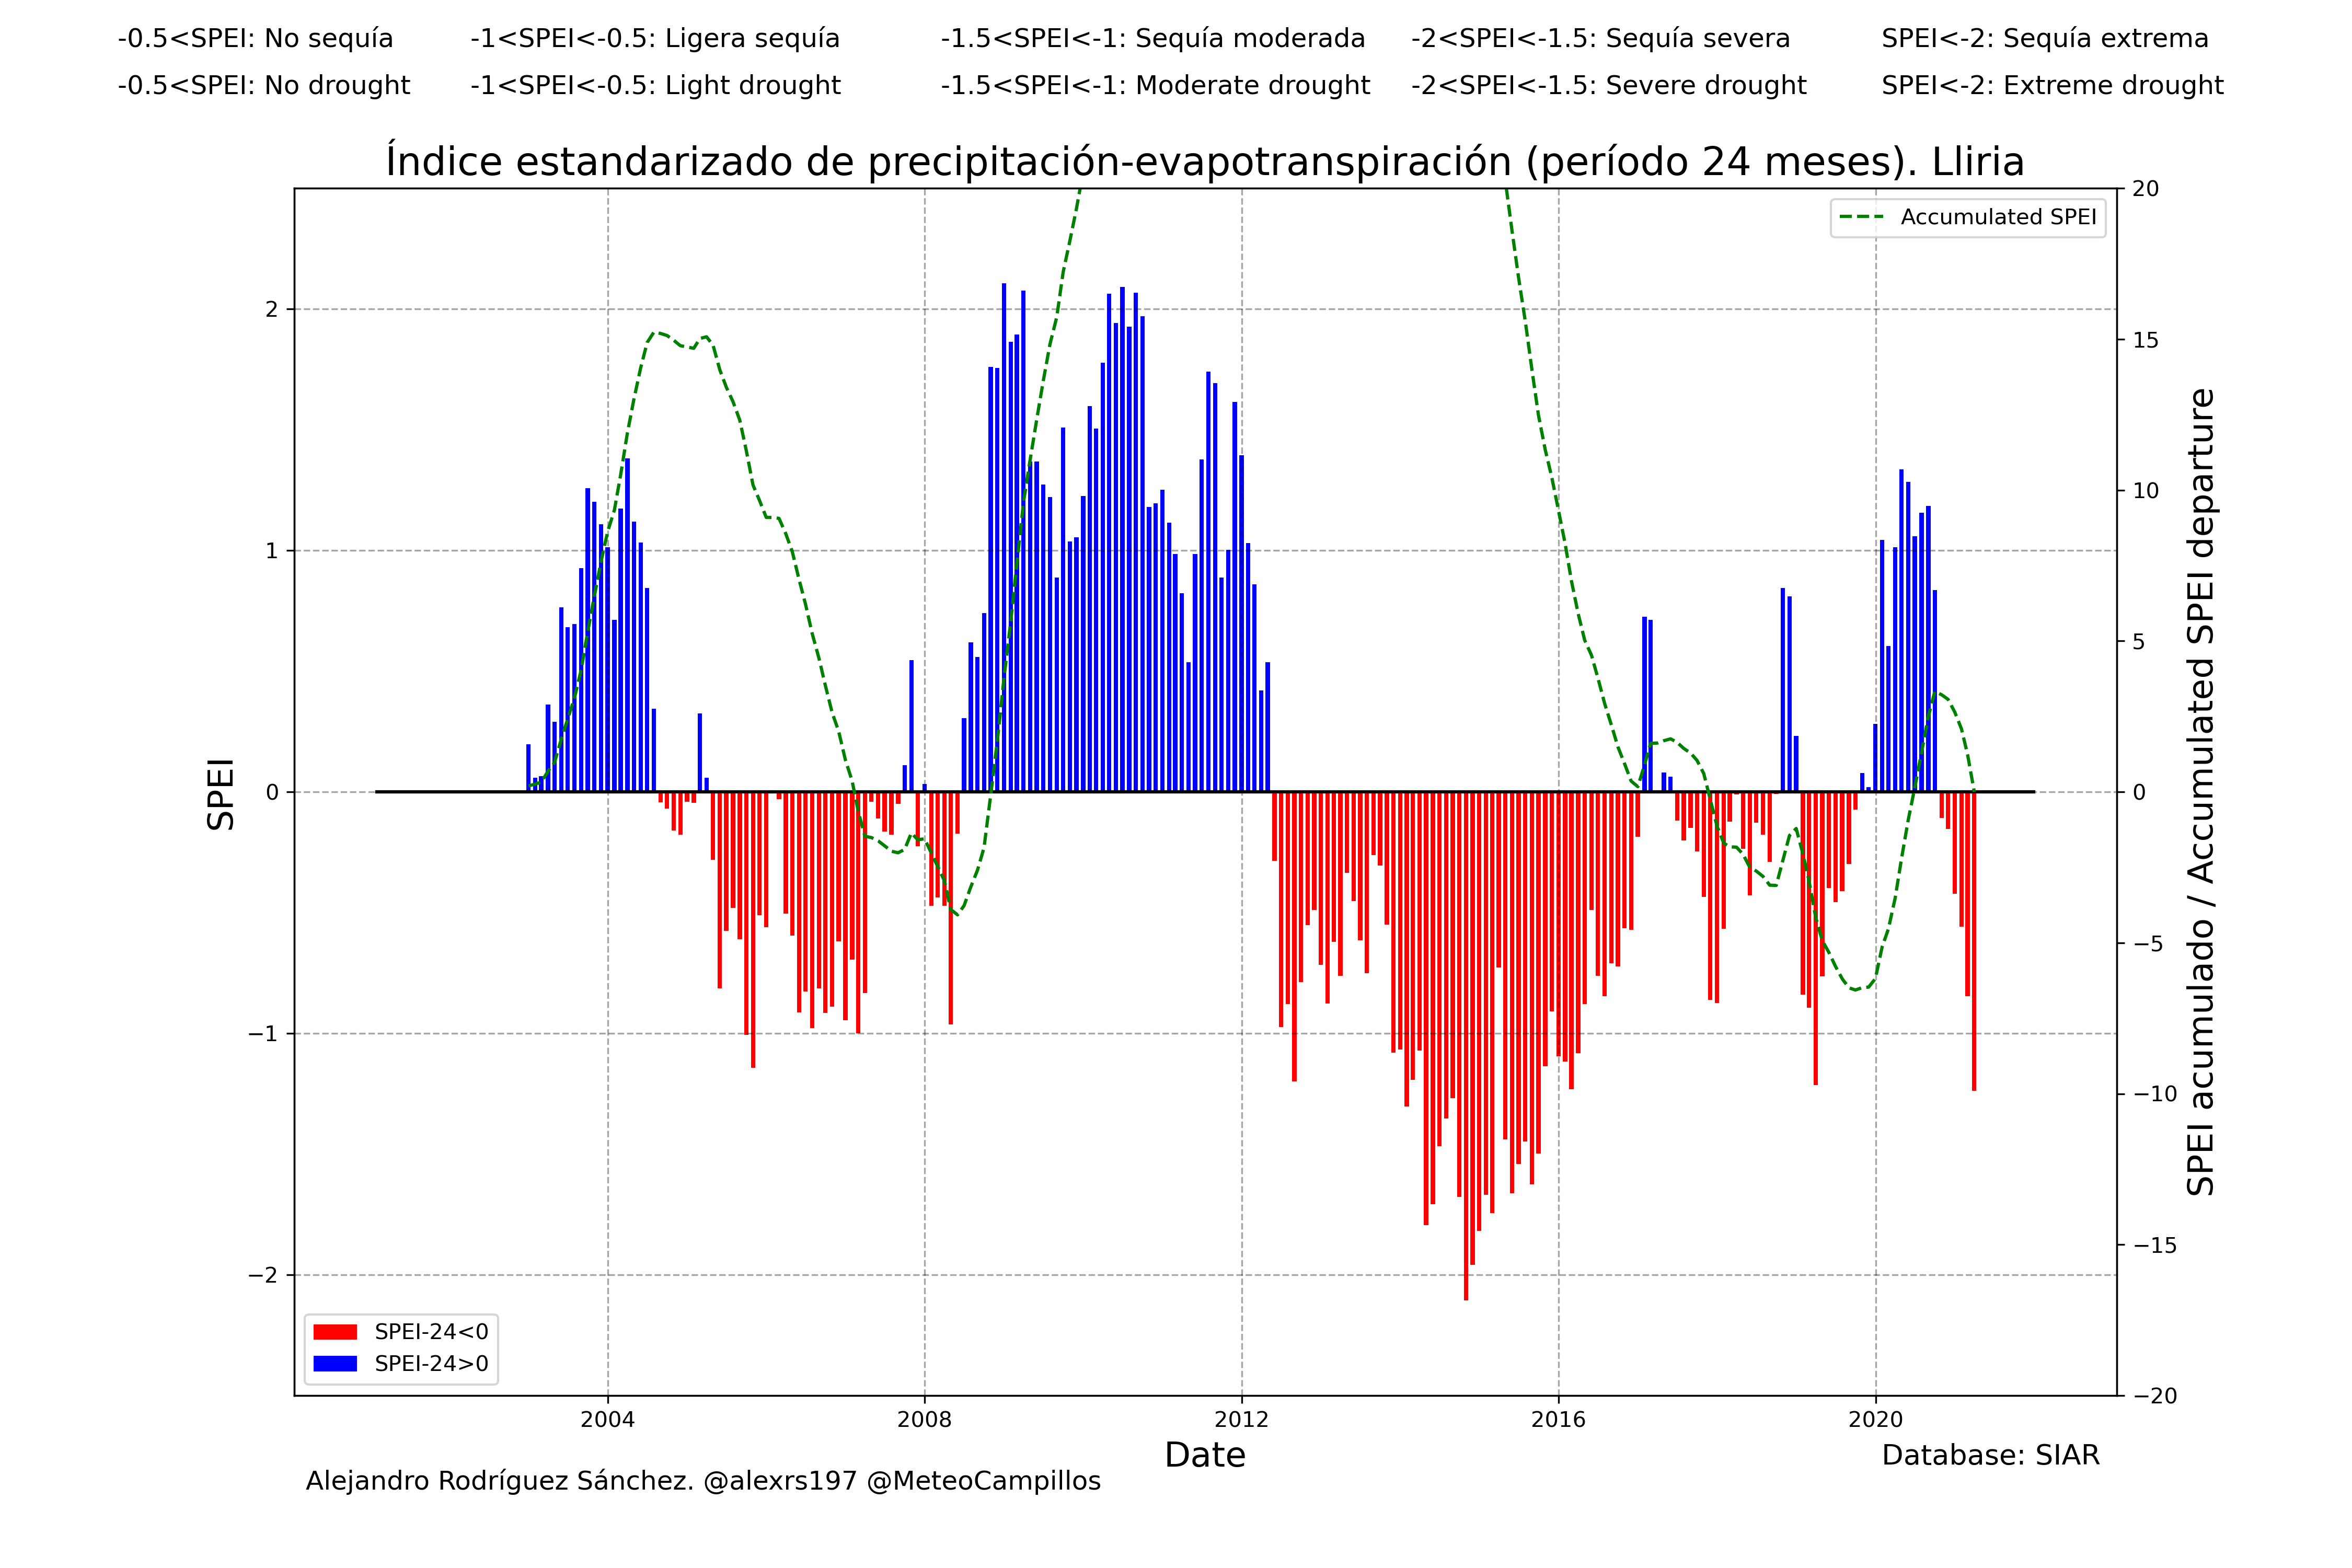 -0.5<SPEI: No sequía
-1<SPEI<-0.5: Ligera sequía
-1.5<SPEI<-1: Sequía moderada
-2<SPEI<-1.5: Sequía severa
SPEI<-2: Sequía extrema
-0.5<SPEI: No drought
-1<SPEI<-0.5: Light drought
-1.5<SPEI<-1: Moderate drought
-2<SPEI<-1.5: Severe drought
SPEI<-2: Extreme drought
Índice estandarizado de precipitación-evapotranspiración (período 24 meses). Lliria
SPEI
2
1
0
−1
−2
Accumulated SPEI
20
15
10
5
0
−5
−10
−15
−20
SPEI acumulado / Accumulated SPEI departure
SPEI-24<0
SPEI-24>0
2004
2008
2012
2016
2020
Date
Database: SIAR
Alejandro Rodríguez Sánchez. @alexrs197 @MeteoCampillos